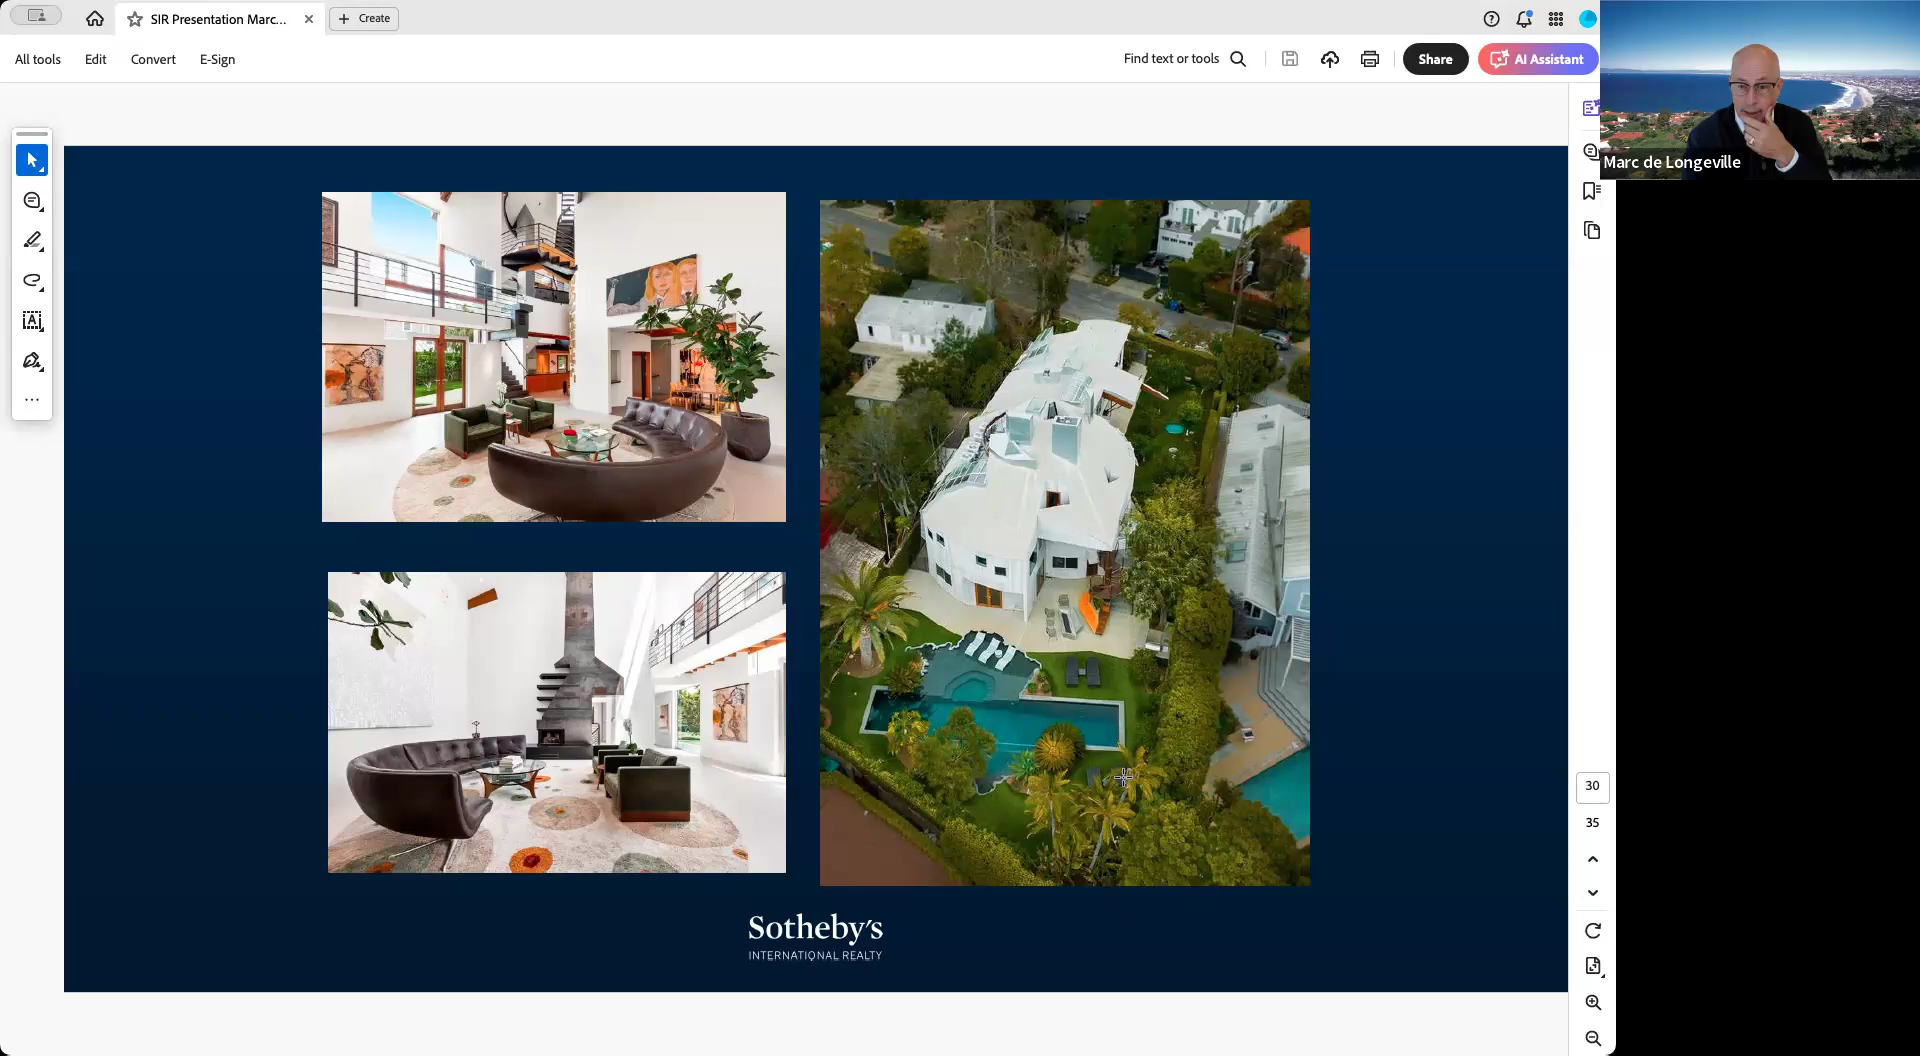 SIR Presentation Marc...
Create
All tools
Edit
Convert
E-Sign
Find text or tools
Share
AI Assistant
Marc de Longeville
30
35
Sotheby's
INTERNATIONAL REALTY